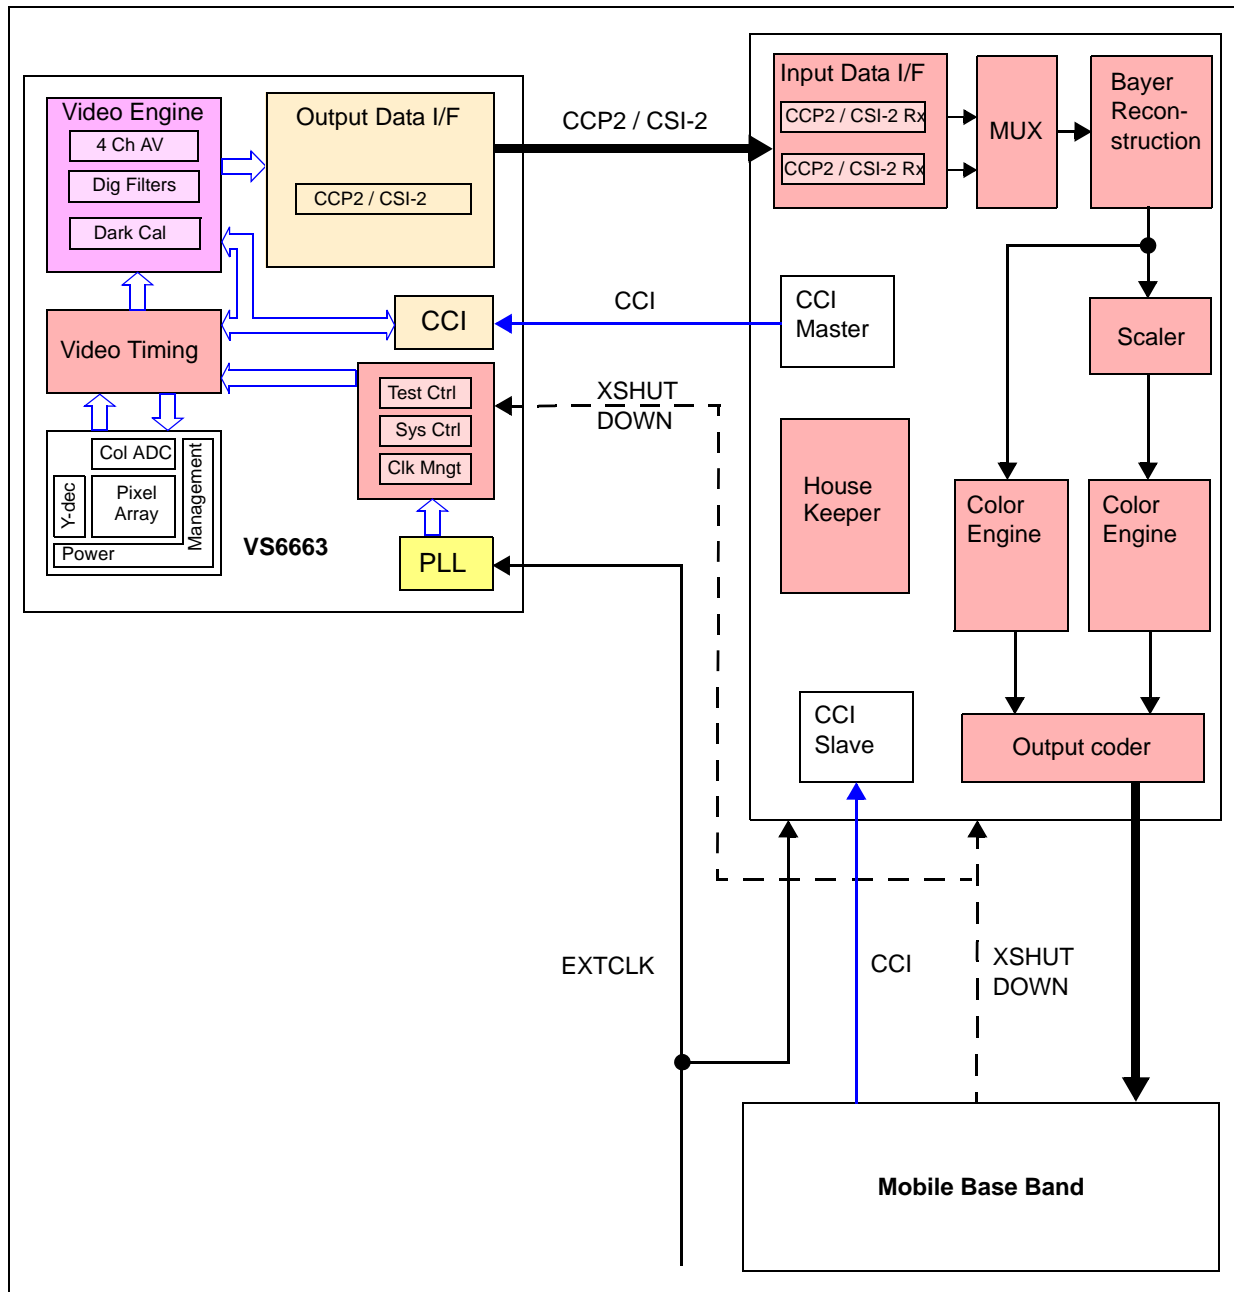 Video Engine
4 Ch AV
Dig Filters
Dark Cal
Output Data I/F
CCP2 / CSI-2
CCP2 / CSI-2
Input Data I/F
CCP2 / CSI-2 Rx
CCP2 / CSI-2 Rx
MUX
Bayer
Recon-
struction
Video Timing
CCI
CCI
CCI
Master
Scaler
Test Ctrl
Sys Ctrl
Clk Mngt
XSHUT
DOWN
Col ADC
Y-dec
Pixel
Array
Power
Management
VS6663
PLL
House
Keeper
Color
Engine
Color
Engine
CCI
Slave
Output coder
EXTCLK
CCI
XSHUT
DOWN
Mobile Base Band